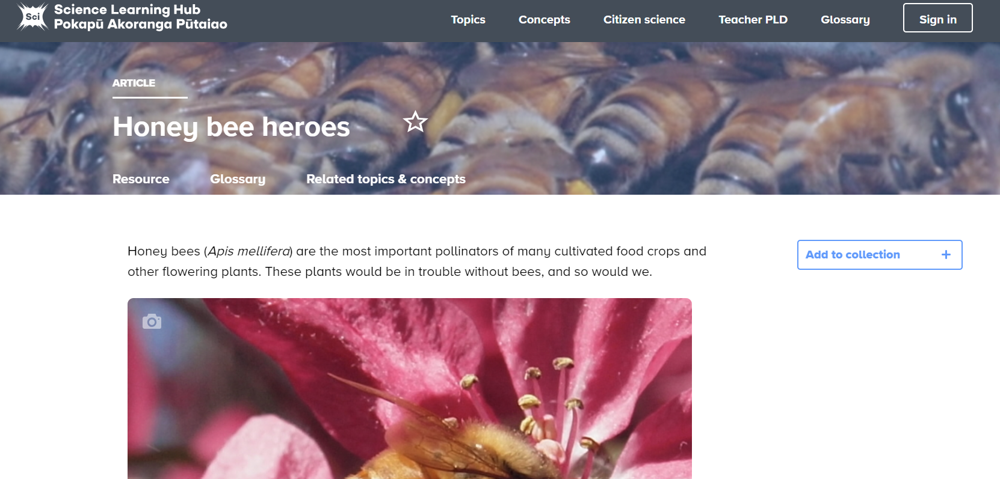 Sci
Science Learning Hub
Pokapū Akoranga Pūtaiao
Topics
Concepts
Citizen science
Teacher PLD
Glossary
Sign in
ARTICLE
Honey bee heroes
Resource
Glossary
Related topics & concepts
Honey bees (Apis mellifera) are the most important pollinators of many cultivated food crops and
other flowering plants. These plants would be in trouble without bees, and so would we.
Add to collection +